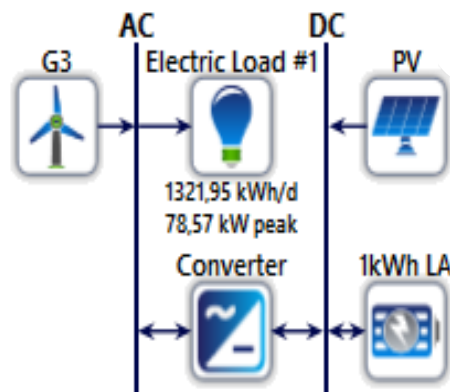 AC DC
G3 Electric Load #1 PV
1321,95 kWh/d
78,57 kW peak
Converter 1kWh LA